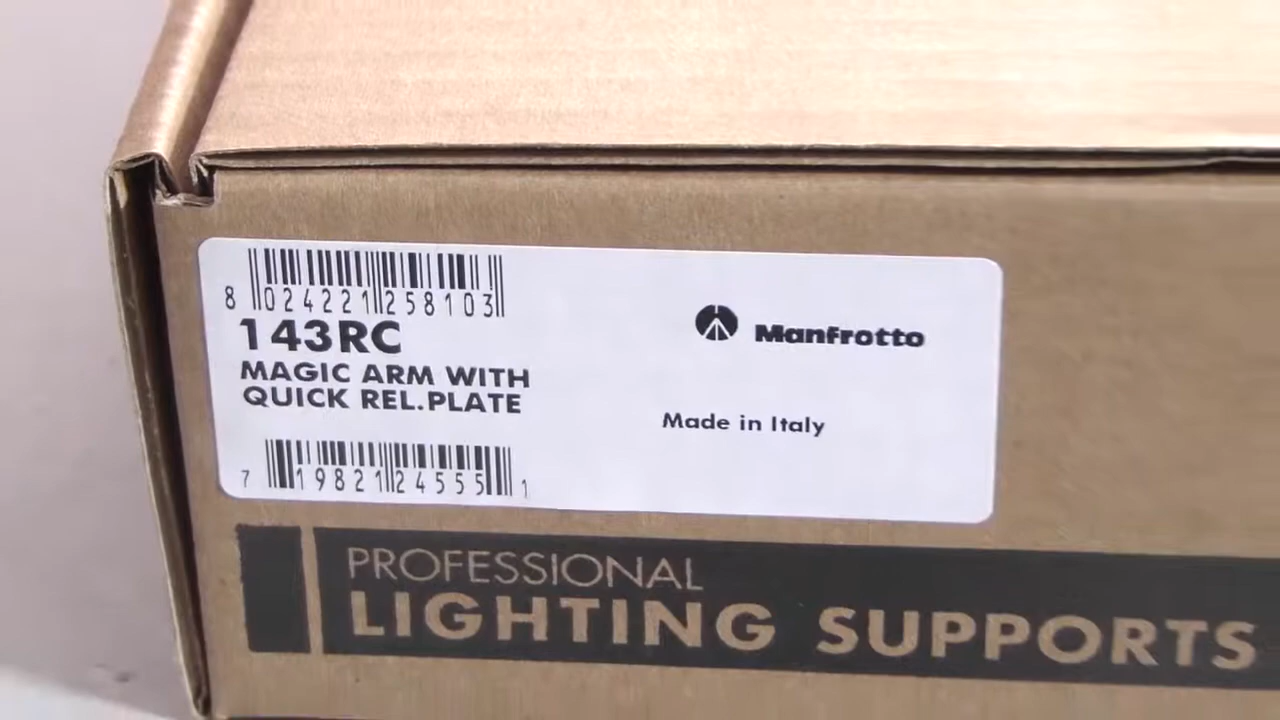 8 024221 258103
143RC
MAGIC ARM WITH
QUICK REL.PLATE
7 19821 24555 1
Manfrotto
Made in Italy
PROFESSIONAL
LIGHTING SUPPORTS